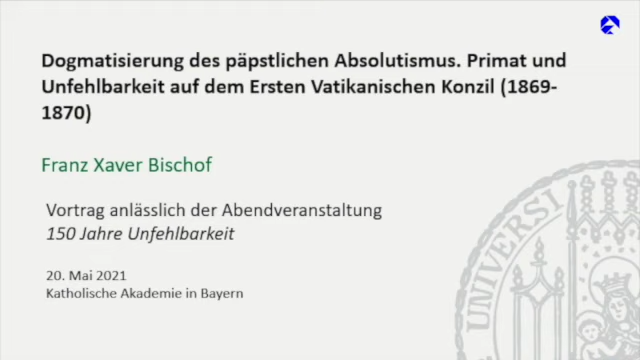 Dogmatisierung des päpstlichen Absolutismus. Primat und
Unfehlbarkeit auf dem Ersten Vatikanischen Konzil (1869-
1870)
Franz Xaver Bischof
Vortrag anlässlich der Abendveranstaltung
150 Jahre Unfehlbarkeit
20. Mai 2021
Katholische Akademie in Bayern
UNIVERSI